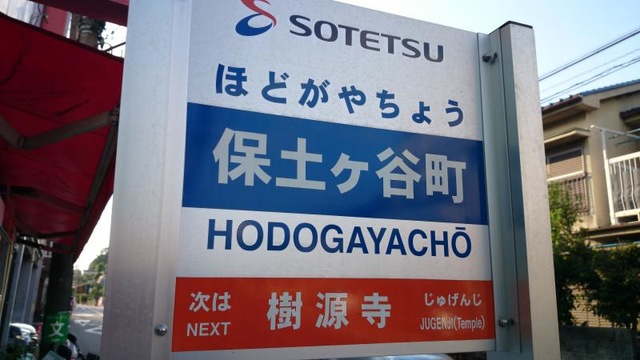 SOTETSU
ほどがやちょう
保土ヶ谷町
HODOGAYACHŌ
次は 樹源寺 じゅげんじ
NEXT JUGENJI(Temple)
文